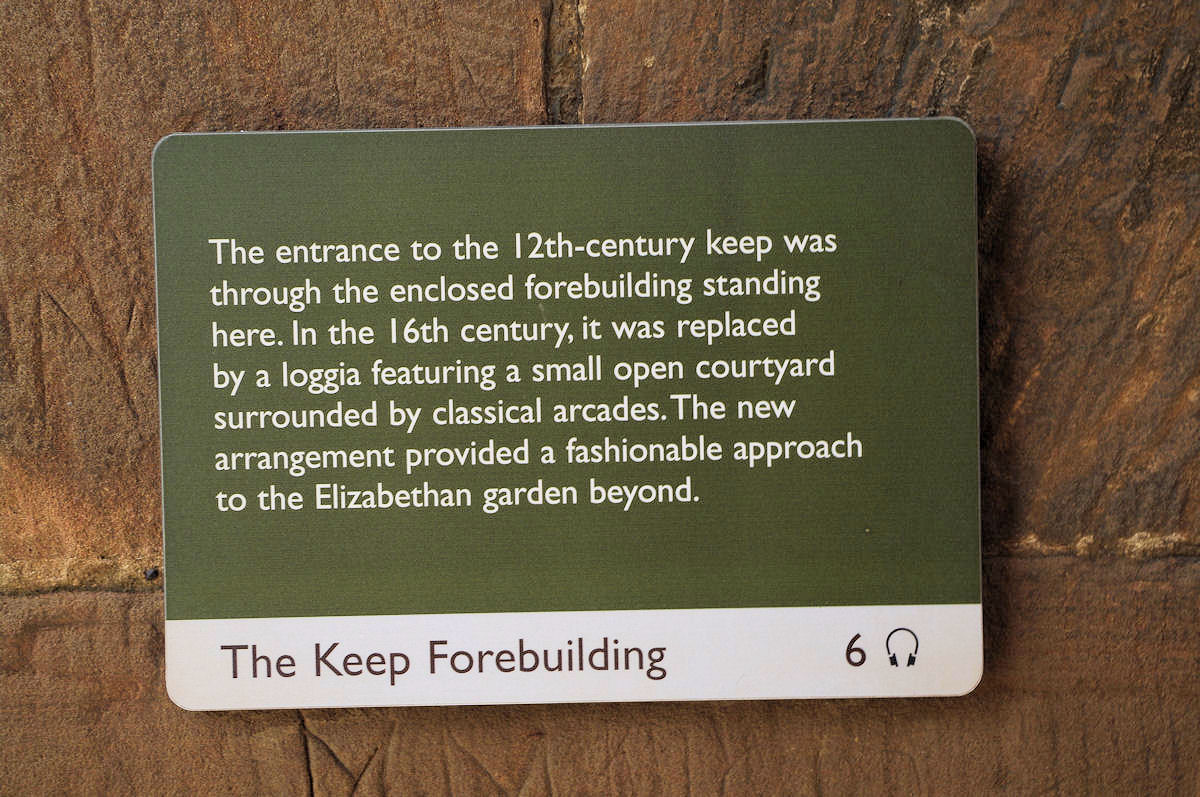 The entrance to the 12th-century keep was
through the enclosed forebuilding standing
here. In the 16th century, it was replaced
by a loggia featuring a small open courtyard
surrounded by classical arcades. The new
arrangement provided a fashionable approach
to the Elizabethan garden beyond.
The Keep Forebuilding 6